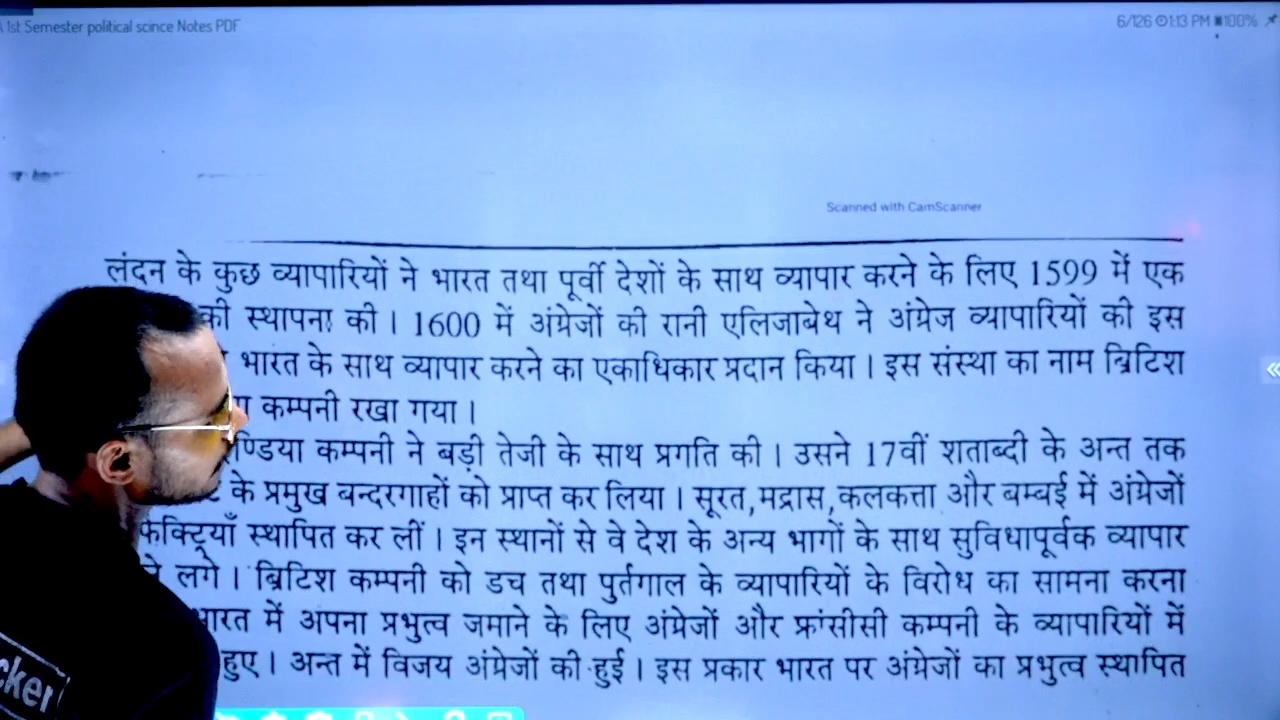 1st Semester political scince Notes PDF
6/126 1:13 PM 100%
Scanned with CamScanner
लंदन के कुछ व्यापारियों ने भारत तथा पूर्वी देशों के साथ व्यापार करने के लिए 1599 में एक
की स्थापना की । 1600 में अंग्रेजों की रानी एलिजाबेथ ने अंग्रेज व्यापारियों की इस
भारत के साथ व्यापार करने का एकाधिकार प्रदान किया । इस संस्था का नाम ब्रिटिश
कम्पनी रखा गया ।
ण्डिया कम्पनी ने बड़ी तेजी के साथ प्रगति की । उसने 17वीं शताब्दी के अन्त तक
के प्रमुख बन्दरगाहों को प्राप्त कर लिया । सूरत, मद्रास, कलकत्ता और बम्बई में अंग्रेजों
फेक्ट्रियाँ स्थापित कर लीं । इन स्थानों से वे देश के अन्य भागों के साथ सुविधापूर्वक व्यापार
लगे । ब्रिटिश कम्पनी को डच तथा पुर्तगाल के व्यापारियों के विरोध का सामना करना
भारत में अपना प्रभुत्व जमाने के लिए अंग्रेजों और फ्रांसीसी कम्पनी के व्यापारियों में
हुए । अन्त में विजय अंग्रेजों की हुई । इस प्रकार भारत पर अंग्रेजों का प्रभुत्व स्थापित
cker